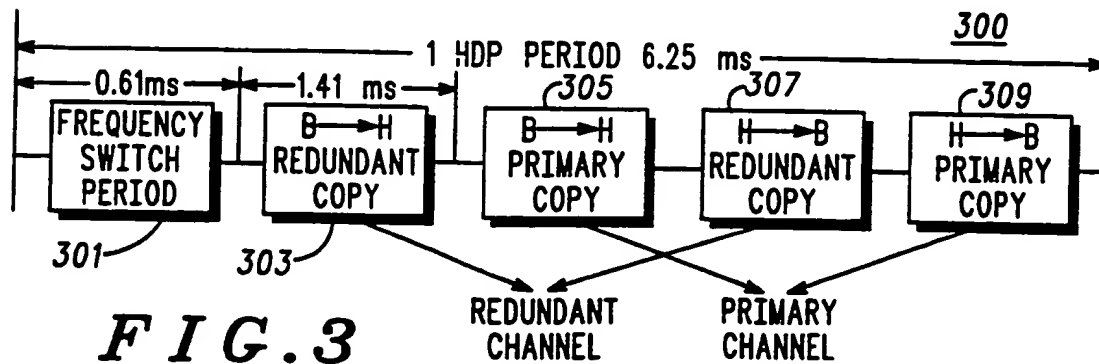 300
1 HDP PERIOD 6.25 ms
0.61ms
1.41 ms
305
307
309
FREQUENCY
SWITCH
PERIOD
B H
REDUNDANT
COPY
B H
PRIMARY
COPY
H B
REDUNDANT
COPY
H B
PRIMARY
COPY
301
303
REDUNDANT
CHANNEL
PRIMARY
CHANNEL
FIG.3